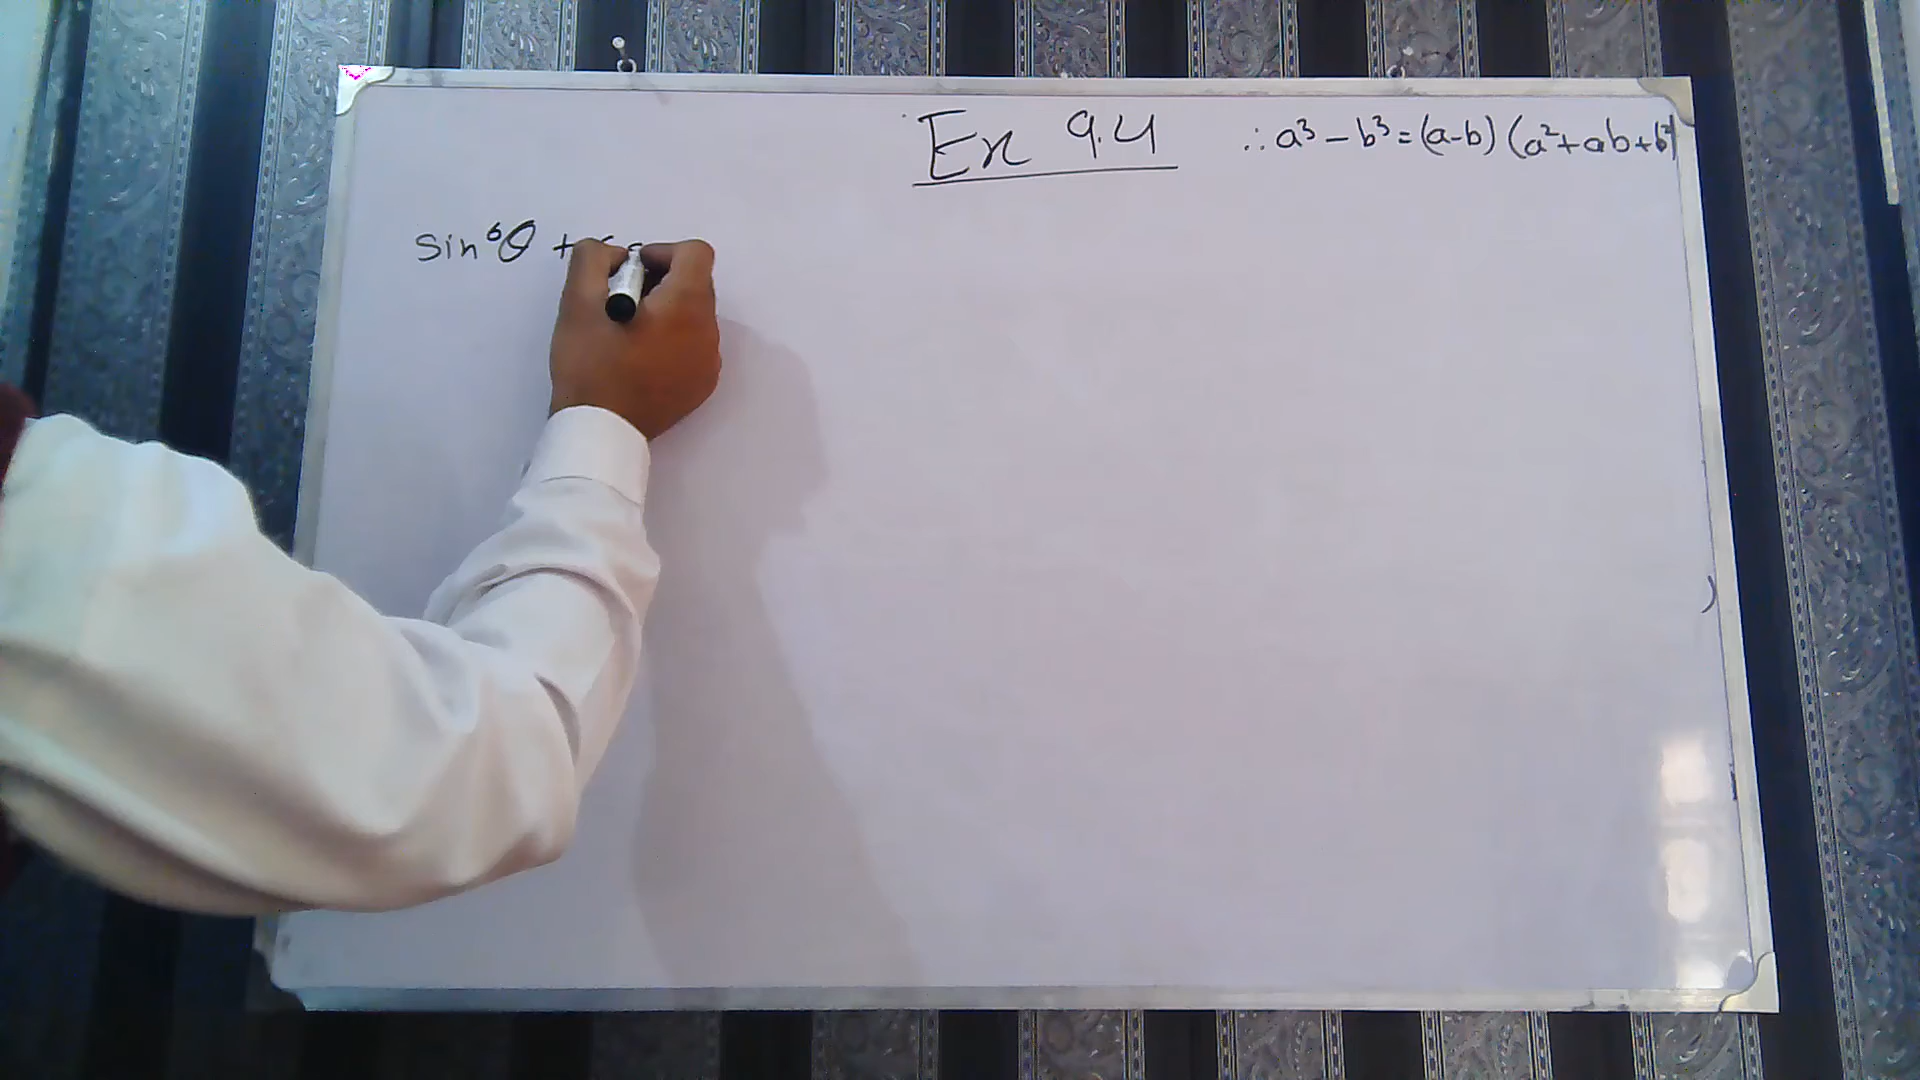 Ex 9.4
∴ a³ - b³ = (a-b) (a² + ab + b²
Sin⁶θ +